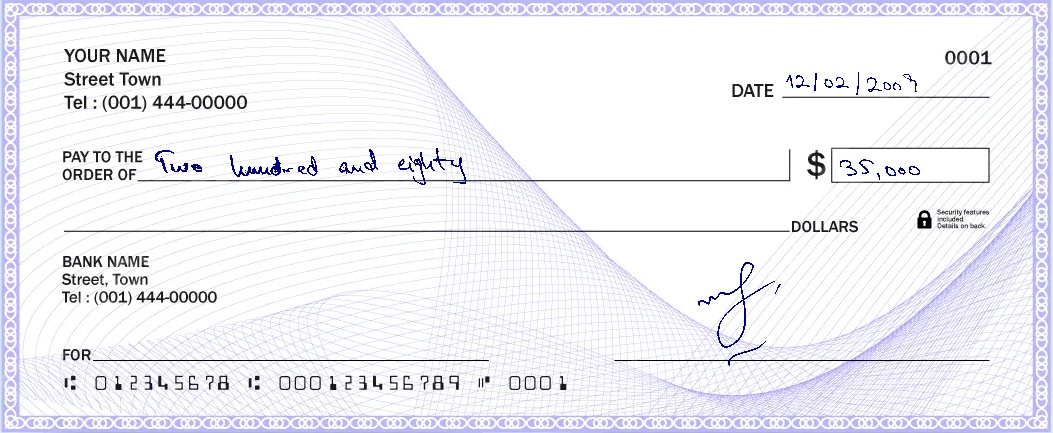 YOUR NAME
Street Town
Tel : (001) 444-00000
0001
DATE 12/02/2009
PAY TO THE ORDER OF Two hundred and eighty
$ 35,000
DOLLARS
Security features
included.
Details on back.
BANK NAME
Street, Town
Tel : (001) 444-00000
FOR
⑆ 012345678 ⑆ 000123456789 ⑈ 0001